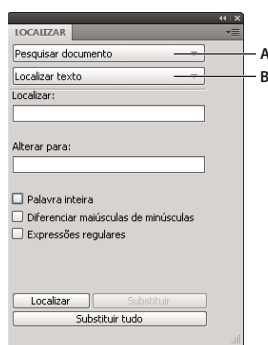 LOCALIZAR
Pesquisar documento
A
Localizar texto
B
Localizar:
Alterar para:
Palavra inteira
Diferenciar maiúsculas de minúsculas
Expressões regulares
Localizar Substituir
Substituir tudo